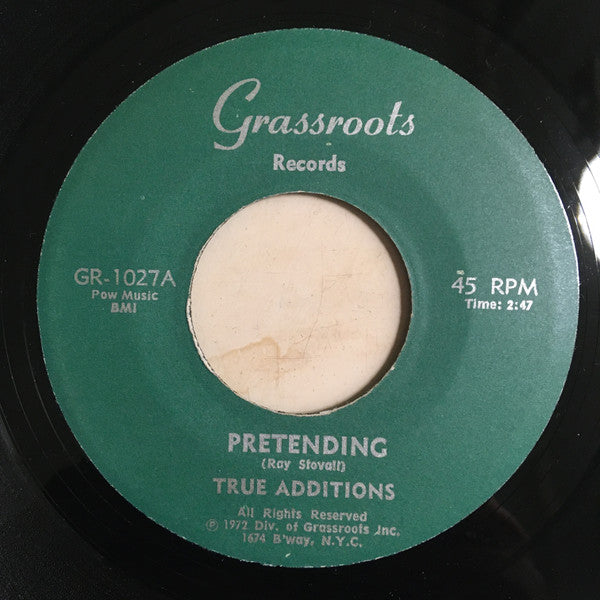 Grassroots
Records
GR-1027A
Pow Music
BMI
45 RPM
Time: 2:47
PRETENDING
(Ray Stovall)
TRUE ADDITIONS
All Rights Reserved
℗ 1972 Div. of Grassroots Inc.
1674 B'way, N.Y.C.